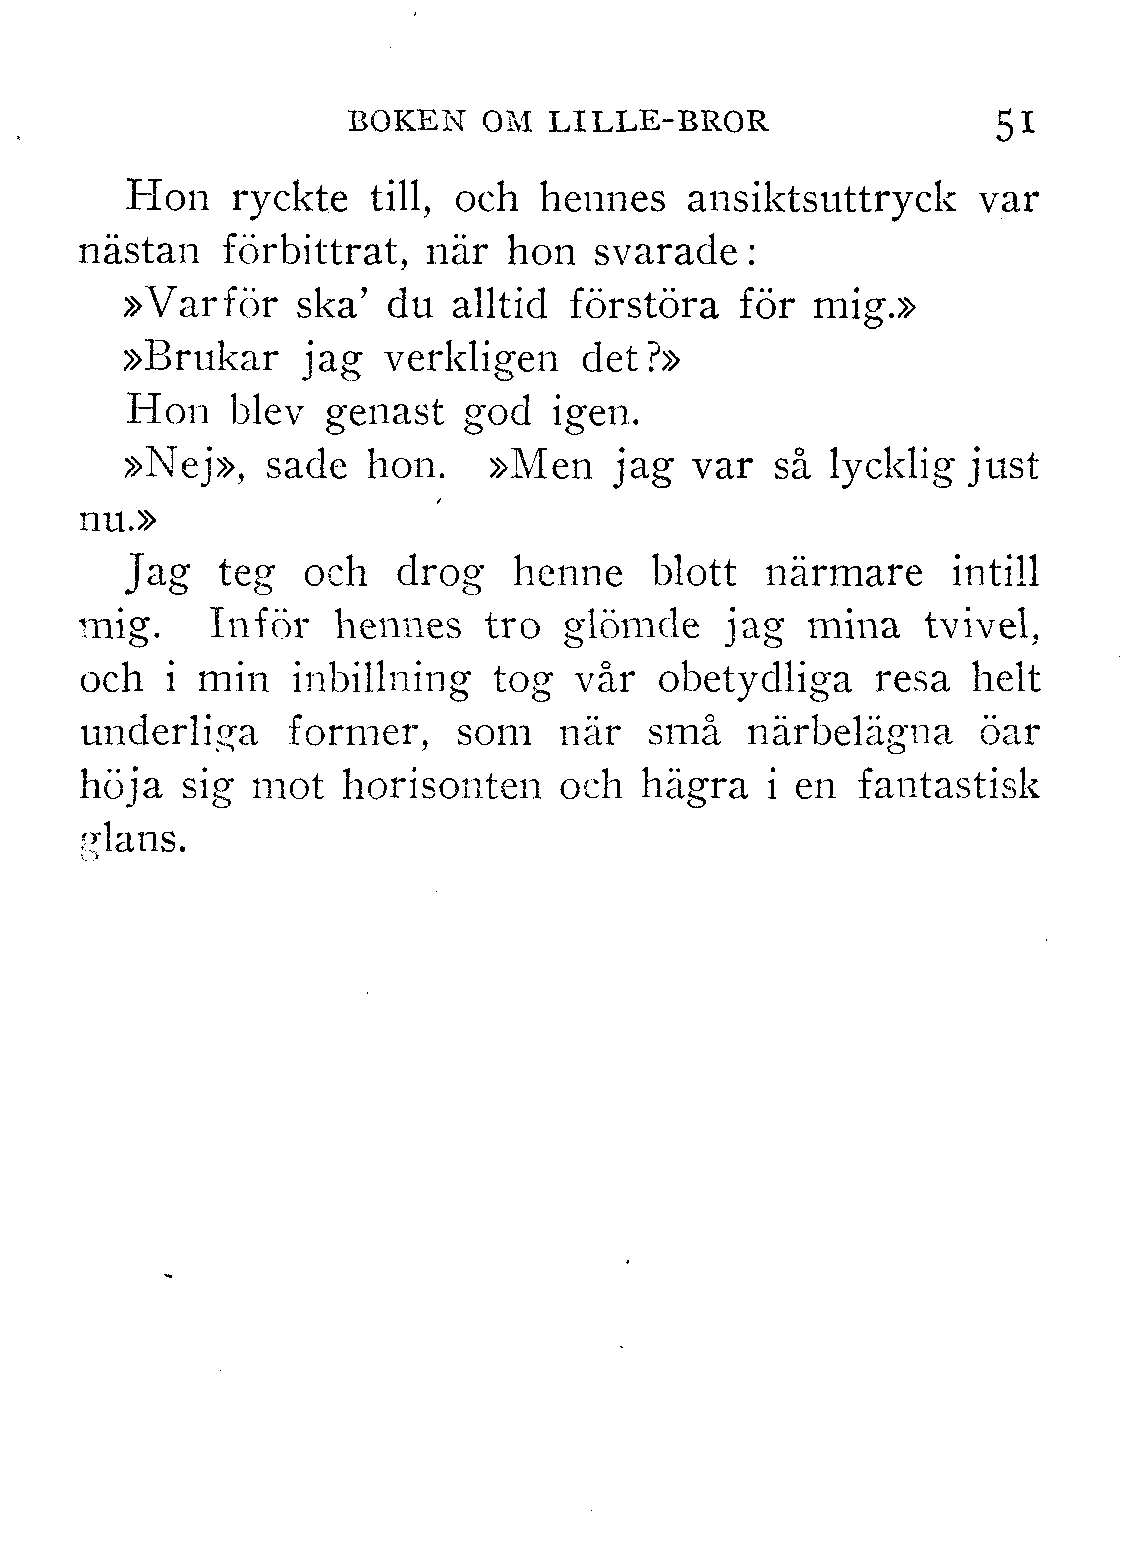 BOKEN OM LILLE-BROR 51
Hon ryckte till, och hennes ansiktsuttryck var
nästan förbittrat, när hon svarade:
»Varför ska' du alltid förstöra för mig.»
»Brukar jag verkligen det?»
Hon blev genast god igen.
»Nej», sade hon. »Men jag var så lycklig just
nu.»
Jag teg och drog henne blott närmare intill
mig. Inför hennes tro glömde jag mina tvivel,
och i min inbillning tog vår obetydliga resa helt
underliga former, som när små närbelägna öar
höja sig mot horisonten och hägra i en fantastisk
glans.